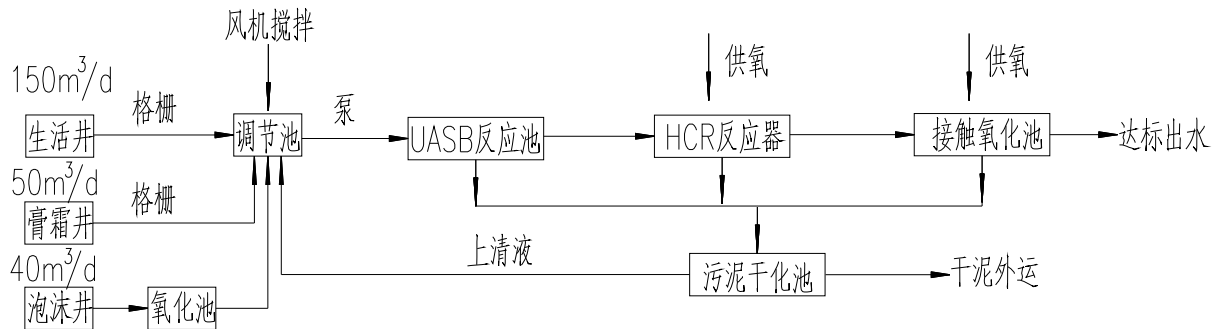 风机搅拌
150m³/d
格栅
泵
供氧
供氧
生活井
调节池
UASB反应池
HCR反应器
接触氧化池
达标出水
50m³/d
格栅
膏霜井
上清液
40m³/d
污泥干化池
干泥外运
泡沫井
氧化池